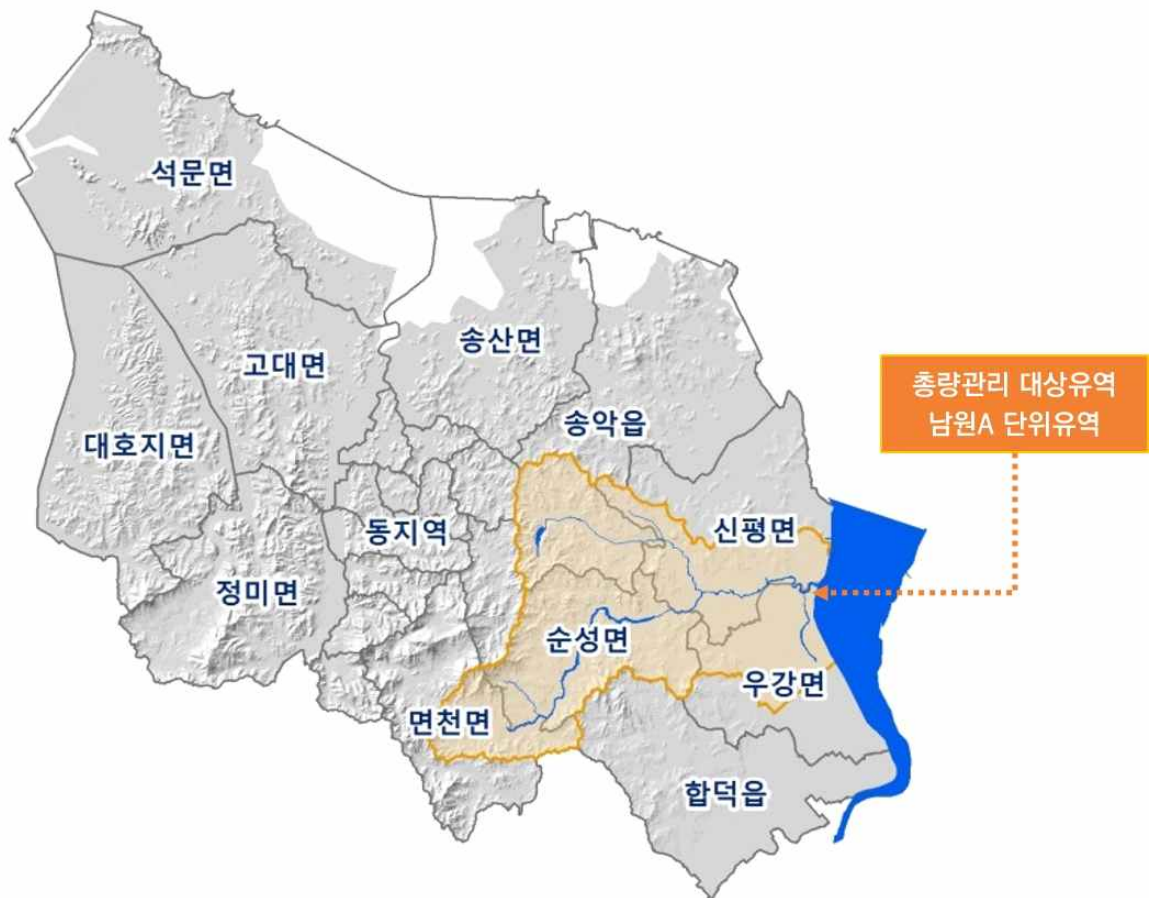 석문면
송산면
고대면
총량관리 대상유역
남원A 단위유역
송악읍
대호지면
동지역
신평면
정미면
순성면
우강면
면천면
합덕읍